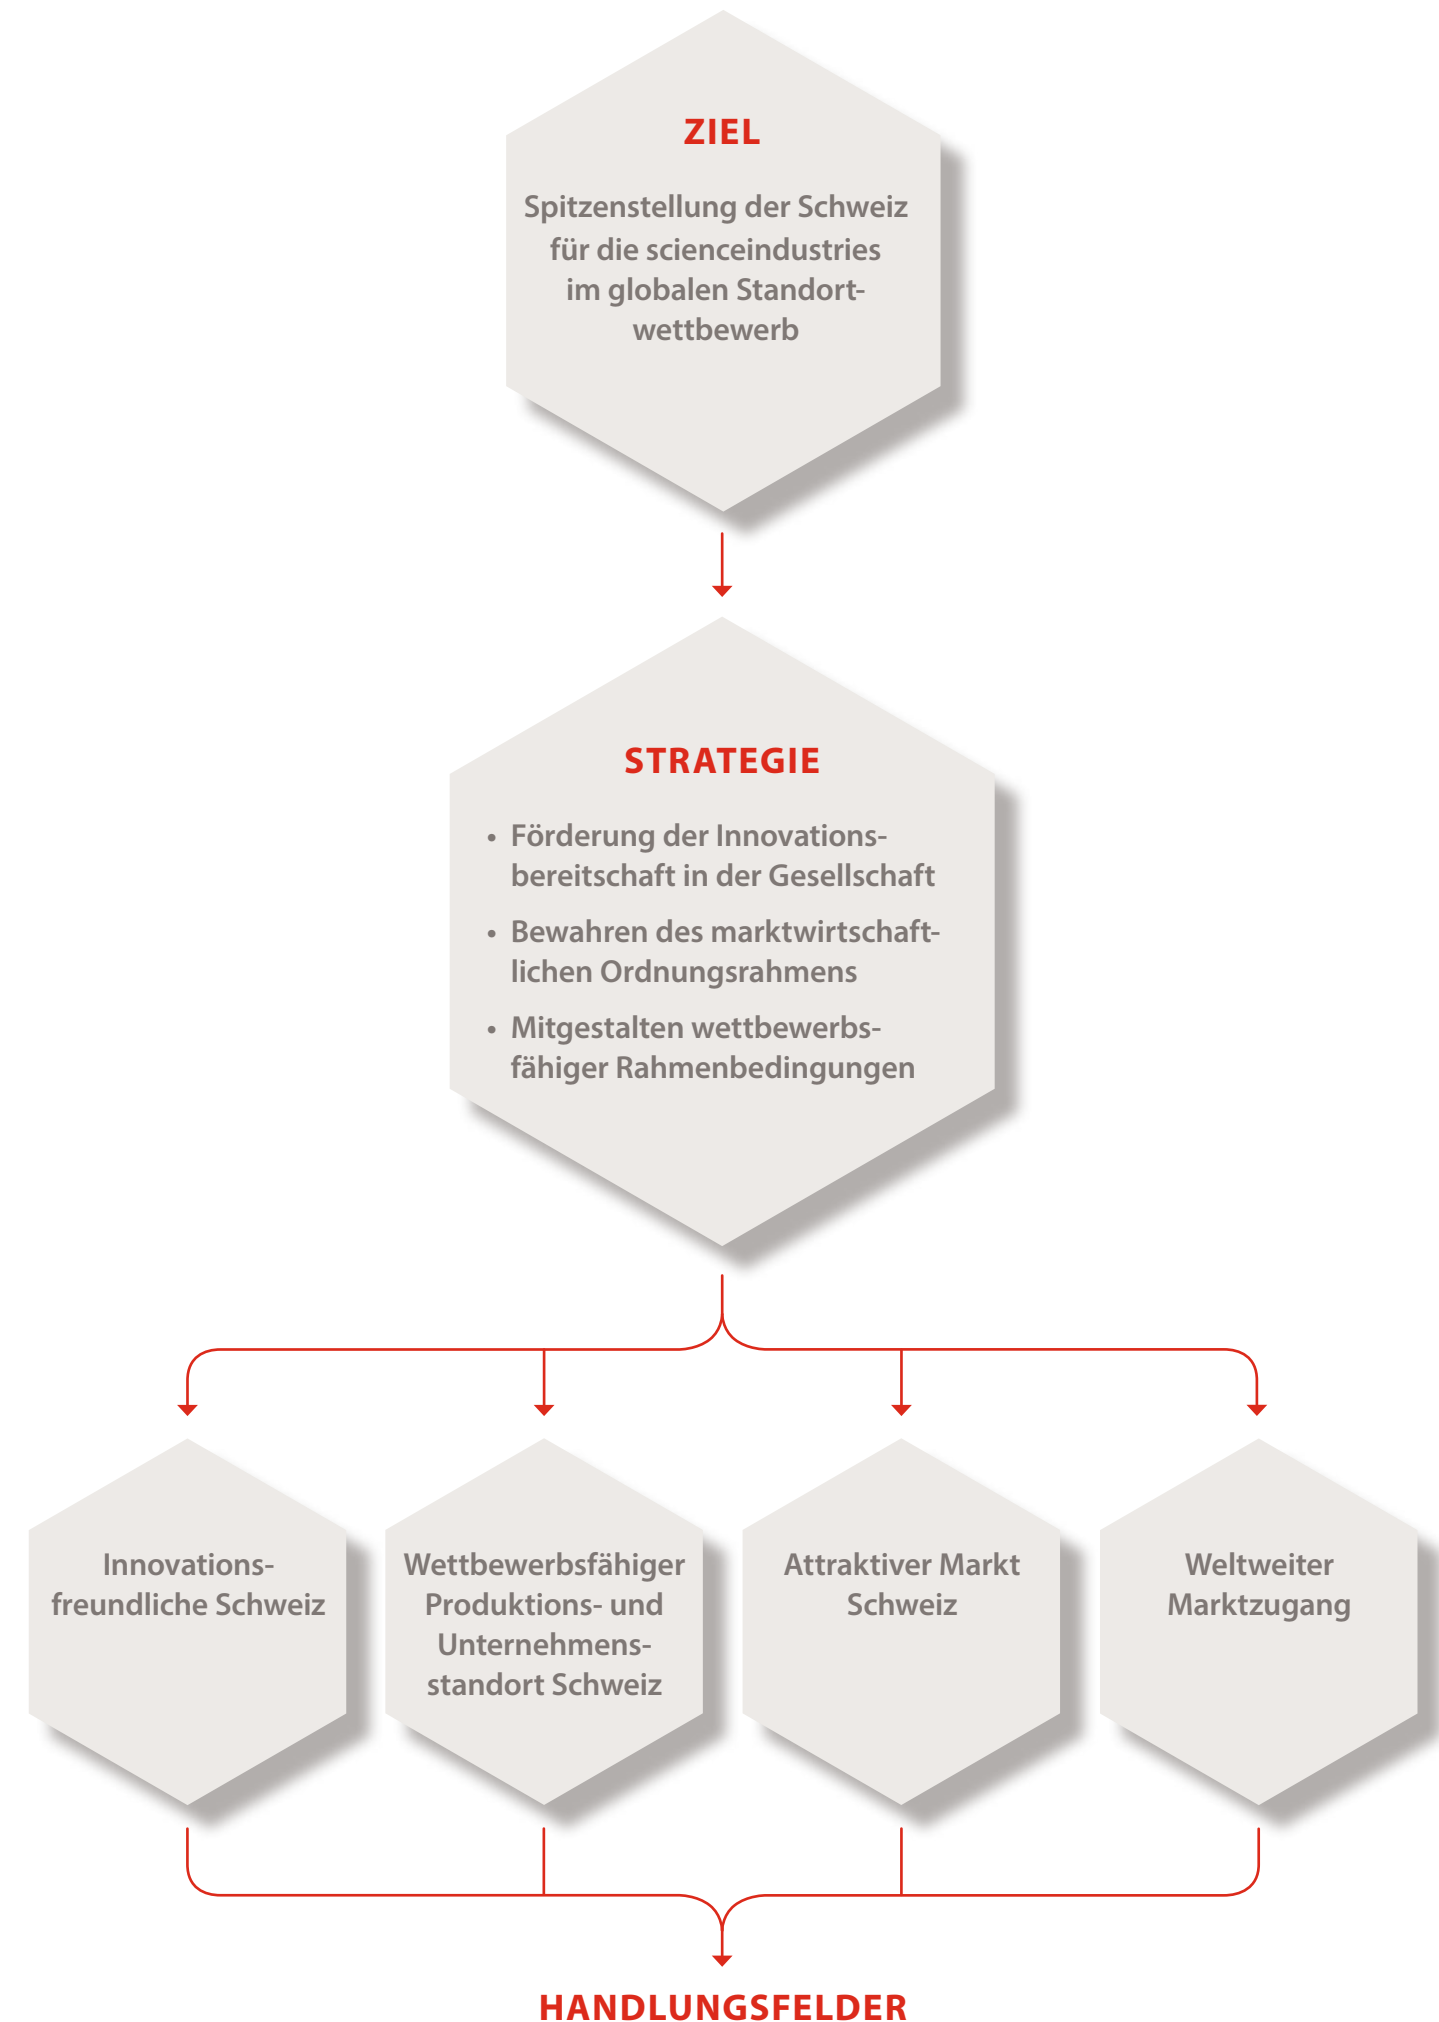 ZIEL
Spitzenstellung der Schweiz
für die scienceindustries
im globalen Standort-
wettbewerb
STRATEGIE
• Förderung der Innovations-
bereitschaft in der Gesellschaft
• Bewahren des marktwirtschaft-
lichen Ordnungsrahmens
• Mitgestalten wettbewerbs-
fähiger Rahmenbedingungen
Innovations-
freundliche Schweiz
Wettbewerbsfähiger
Produktions- und
Unternehmens-
standort Schweiz
Attraktiver Markt
Schweiz
Weltweiter
Marktzugang
HANDLUNGSFELDER